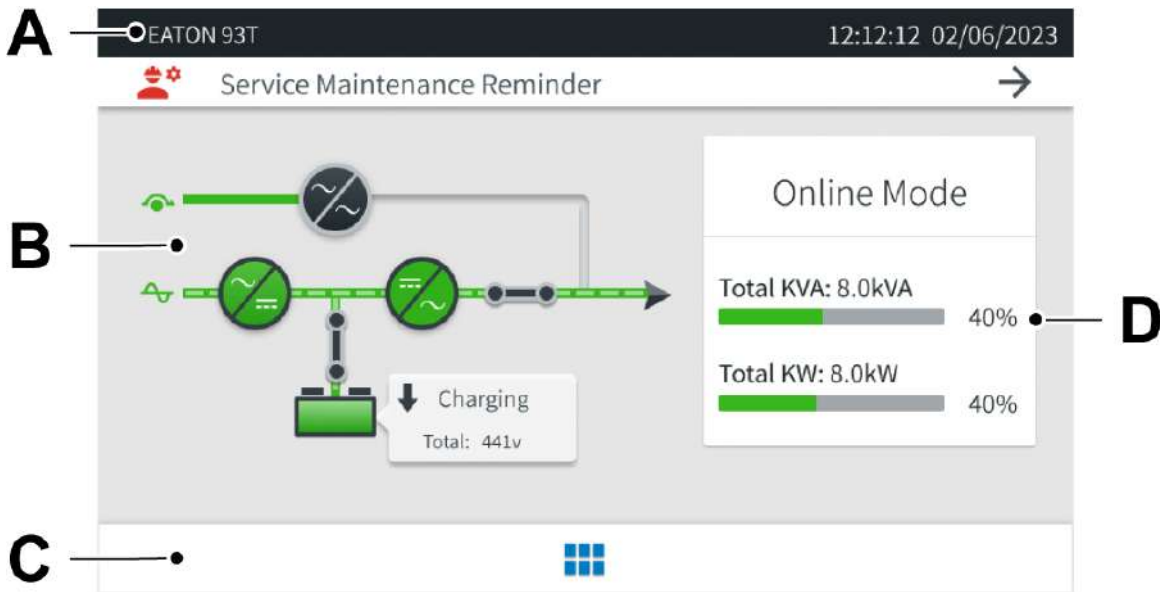 A
EATON 93T
12:12:12 02/06/2023
Service Maintenance Reminder
B
Online Mode
Total KVA: 8.0kVA
40%
D
Total KW: 8.0kW
40%
Charging
Total: 441v
C